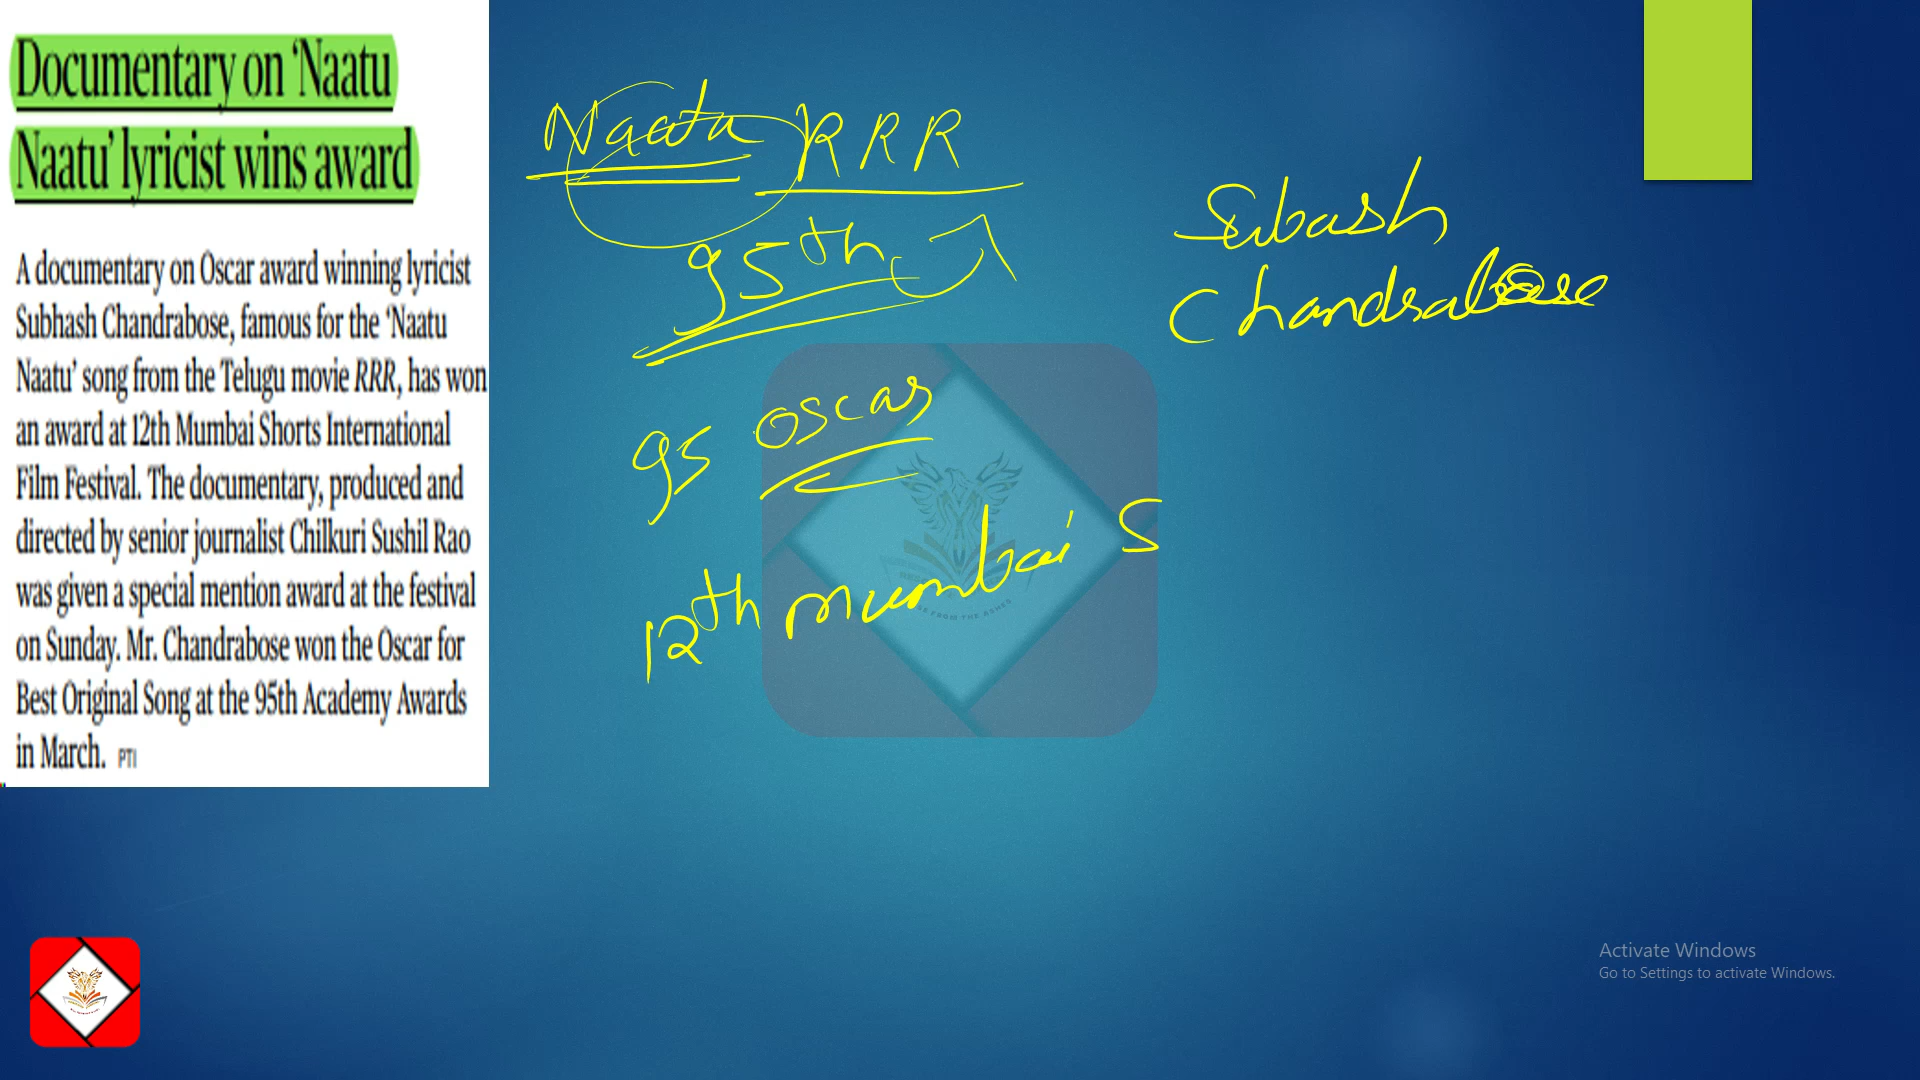 Documentary on ‘Naatu
Naatu’ lyricist wins award
A documentary on Oscar award winning lyricist
Subhash Chandrabose, famous for the ‘Naatu
Naatu’ song from the Telugu movie RRR, has won
an award at 12th Mumbai Shorts International
Film Festival. The documentary, produced and
directed by senior journalist Chilkuri Sushil Rao
was given a special mention award at the festival
on Sunday. Mr. Chandrabose won the Oscar for
Best Original Song at the 95th Academy Awards
in March. PTI
Naatu RRR
95th
95 Oscar
12th mumbai S
Subash
Chandrabose
Activate Windows
Go to Settings to activate Windows.